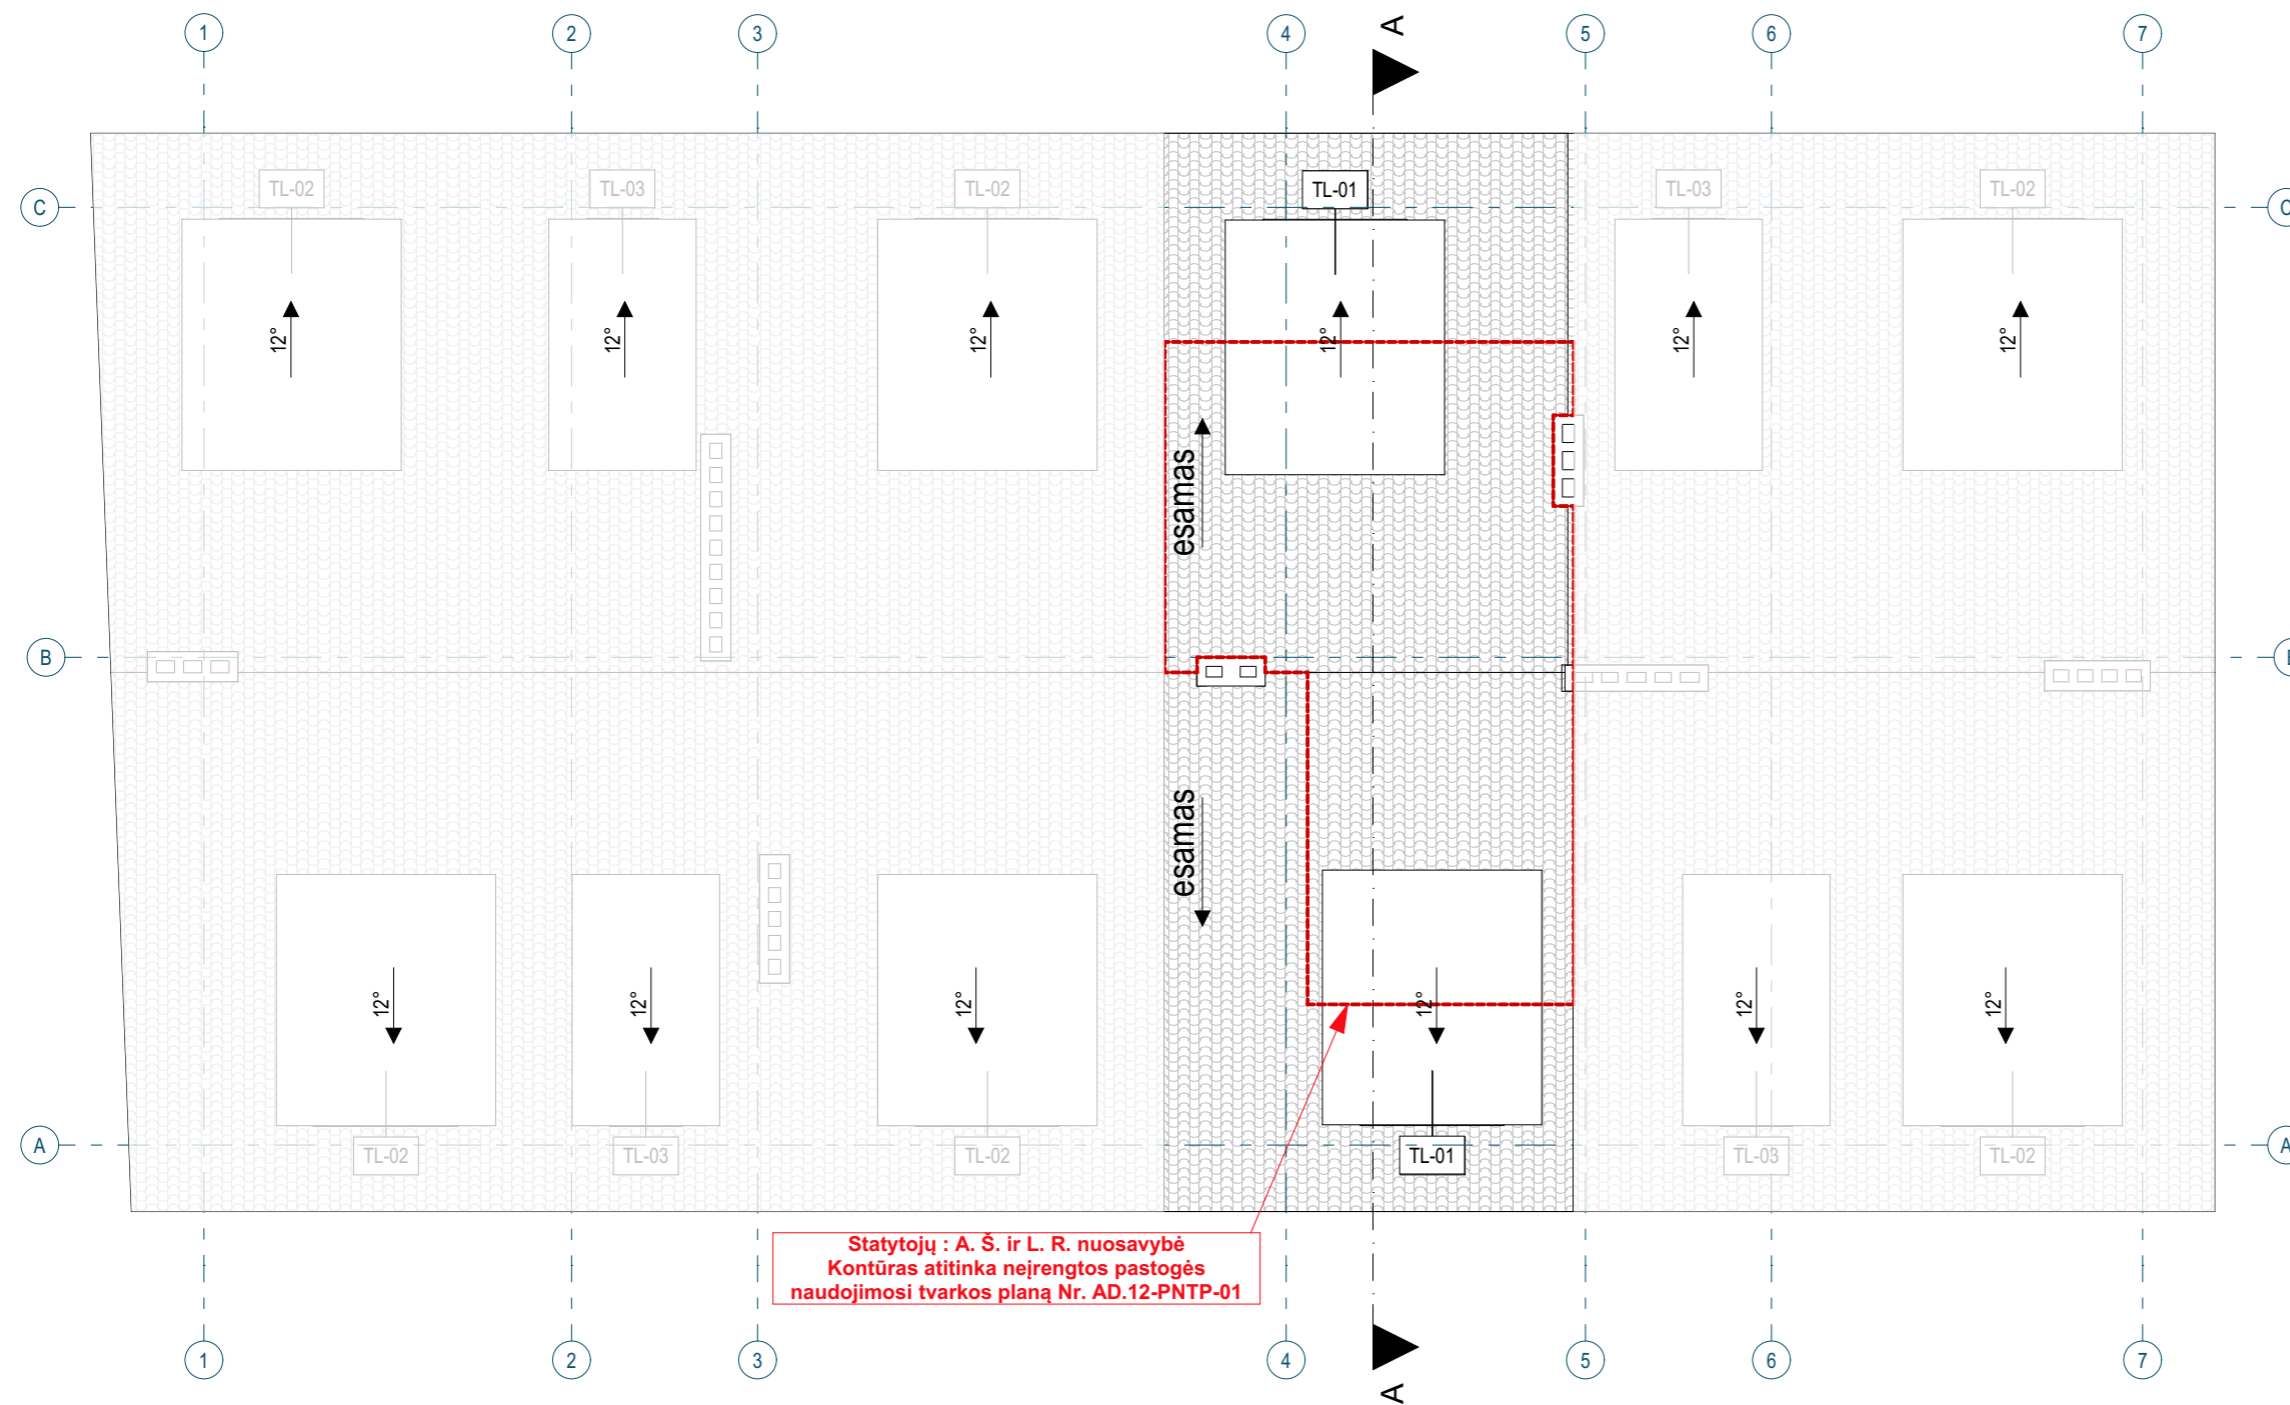 A
1
2
3
4
5
6
7
TL-02
TL-03
TL-02
TL-01
TL-03
TL-02
C
C
12°
12°
12°
12°
12°
12°
esamas
B
esamas
12°
12°
12°
12°
12°
12°
A
A
TL-02
TL-03
TL-02
TL-01
TL-03
TL-02
Statytojų : A. Š. ir L. R. nuosavybė
Kontūras atitinka neįrengtos pastogės
naudojimosi tvarkos planą Nr. AD.12-PNTP-01
1
2
3
4
5
6
7
A